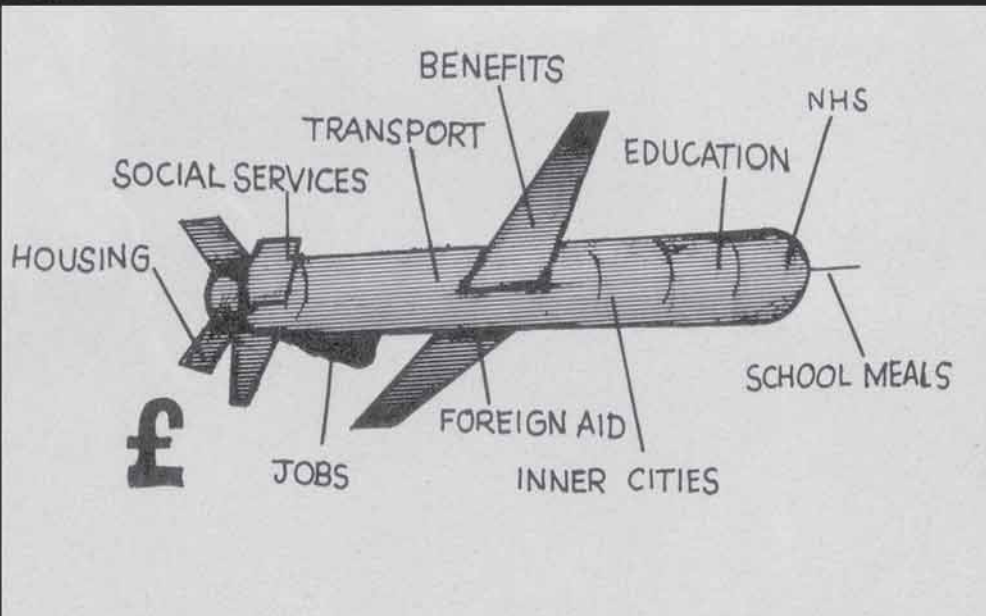 BENEFITS
NHS
TRANSPORT
EDUCATION
SOCIAL SERVICES
HOUSING
SCHOOL MEALS
FOREIGN AID
£
JOBS
INNER CITIES